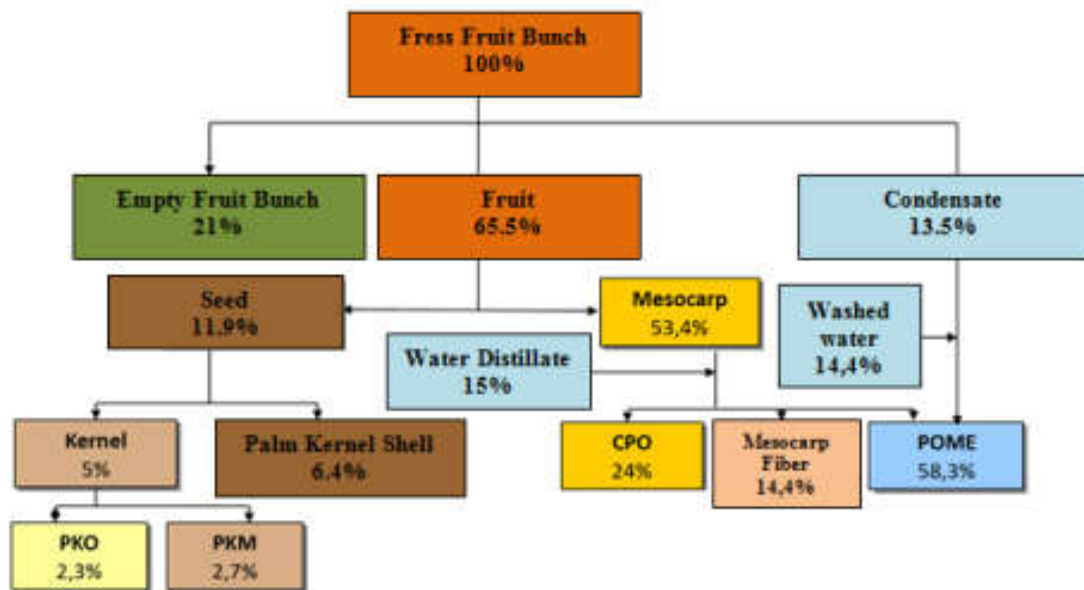 Fress Fruit Bunch
100%
Empty Fruit Bunch
21%
Fruit
65.5%
Condensate
13.5%
Seed
11.9%
Mesocarp
53,4%
Washed
water
14,4%
Water Distillate
15%
Kernel
5%
Palm Kernel Shell
6.4%
CPO
24%
Mesocarp
Fiber
14,4%
POME
58,3%
PKO
2,3%
PKM
2,7%